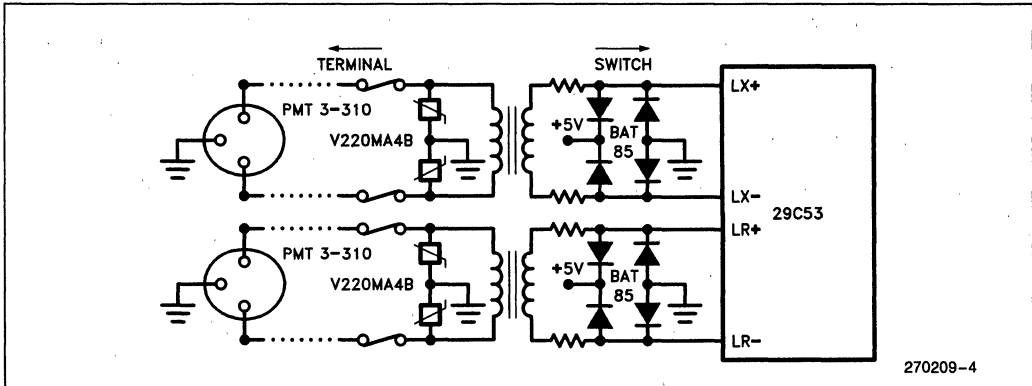 TERMINAL
SWITCH
PMT 3-310
V220MA4B
+5V
BAT
85
LX+
LX-
29C53
PMT 3-310
V220MA4B
+5V
BAT
85
LR+
LR-
270209-4